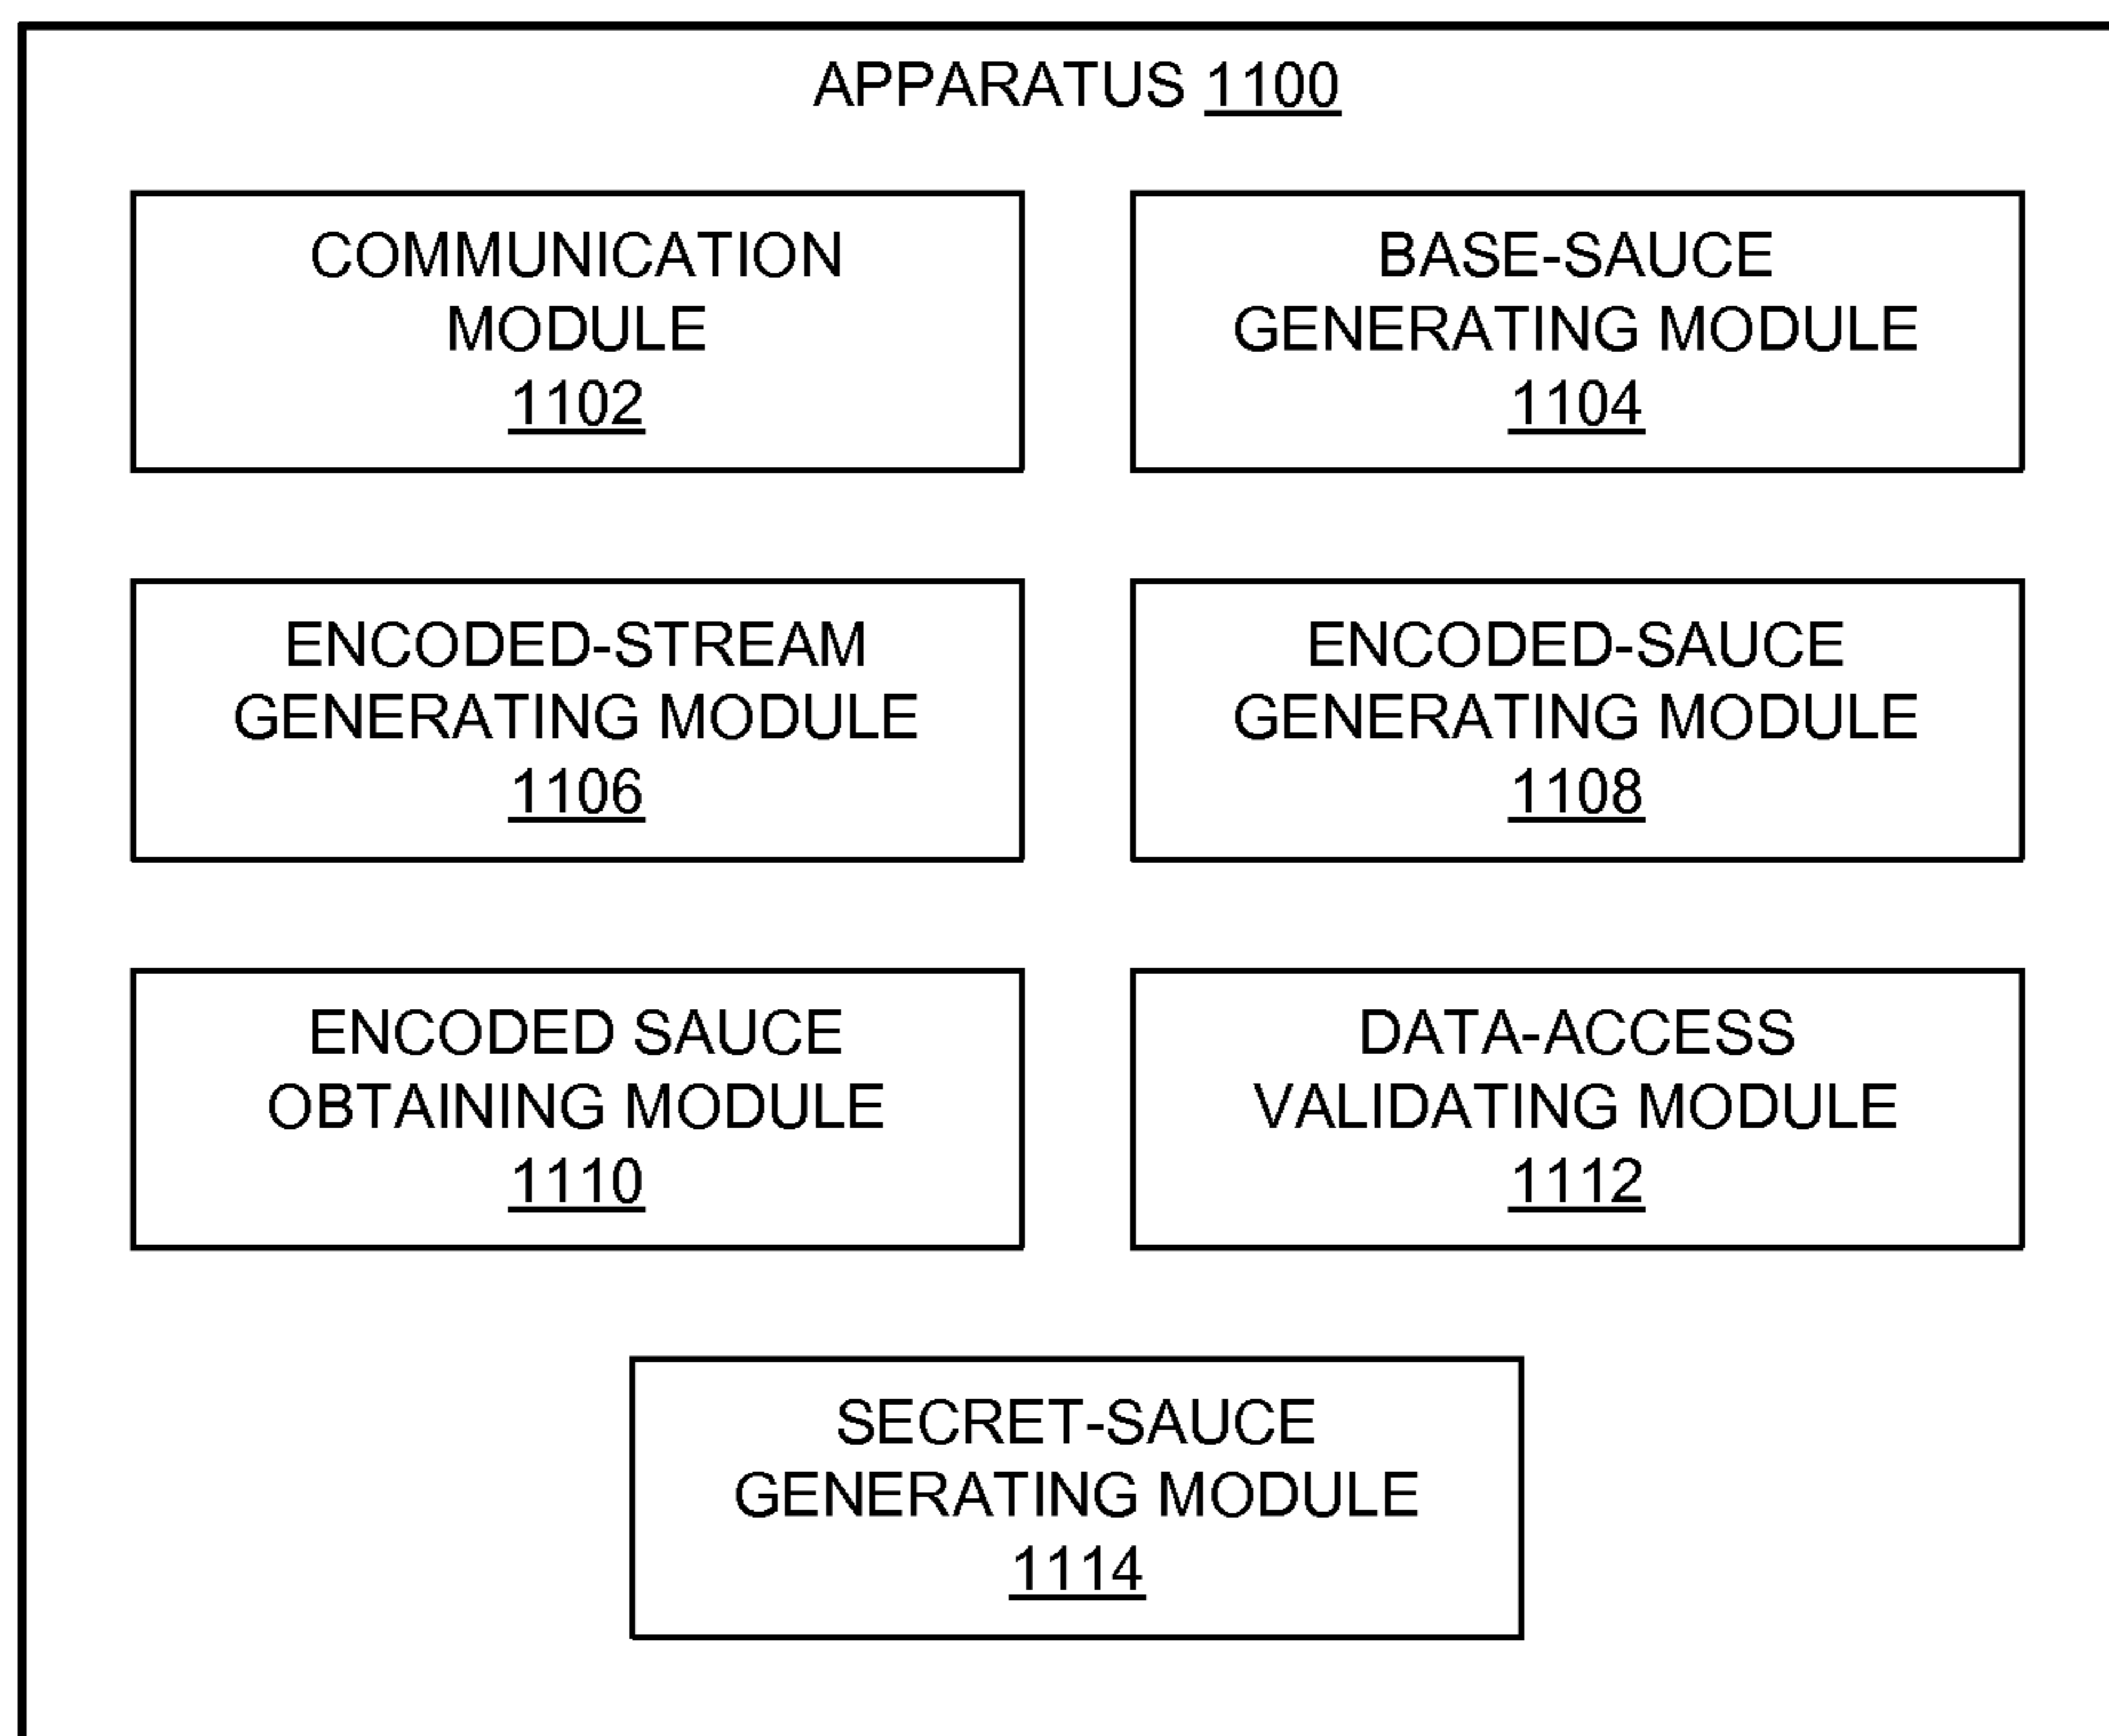 APPARATUS 1100
COMMUNICATION
MODULE
1102
BASE-SAUCE
GENERATING MODULE
1104
ENCODED-STREAM
GENERATING MODULE
1106
ENCODED-SAUCE
GENERATING MODULE
1108
ENCODED SAUCE
OBTAINING MODULE
1110
DATA-ACCESS
VALIDATING MODULE
1112
SECRET-SAUCE
GENERATING MODULE
1114